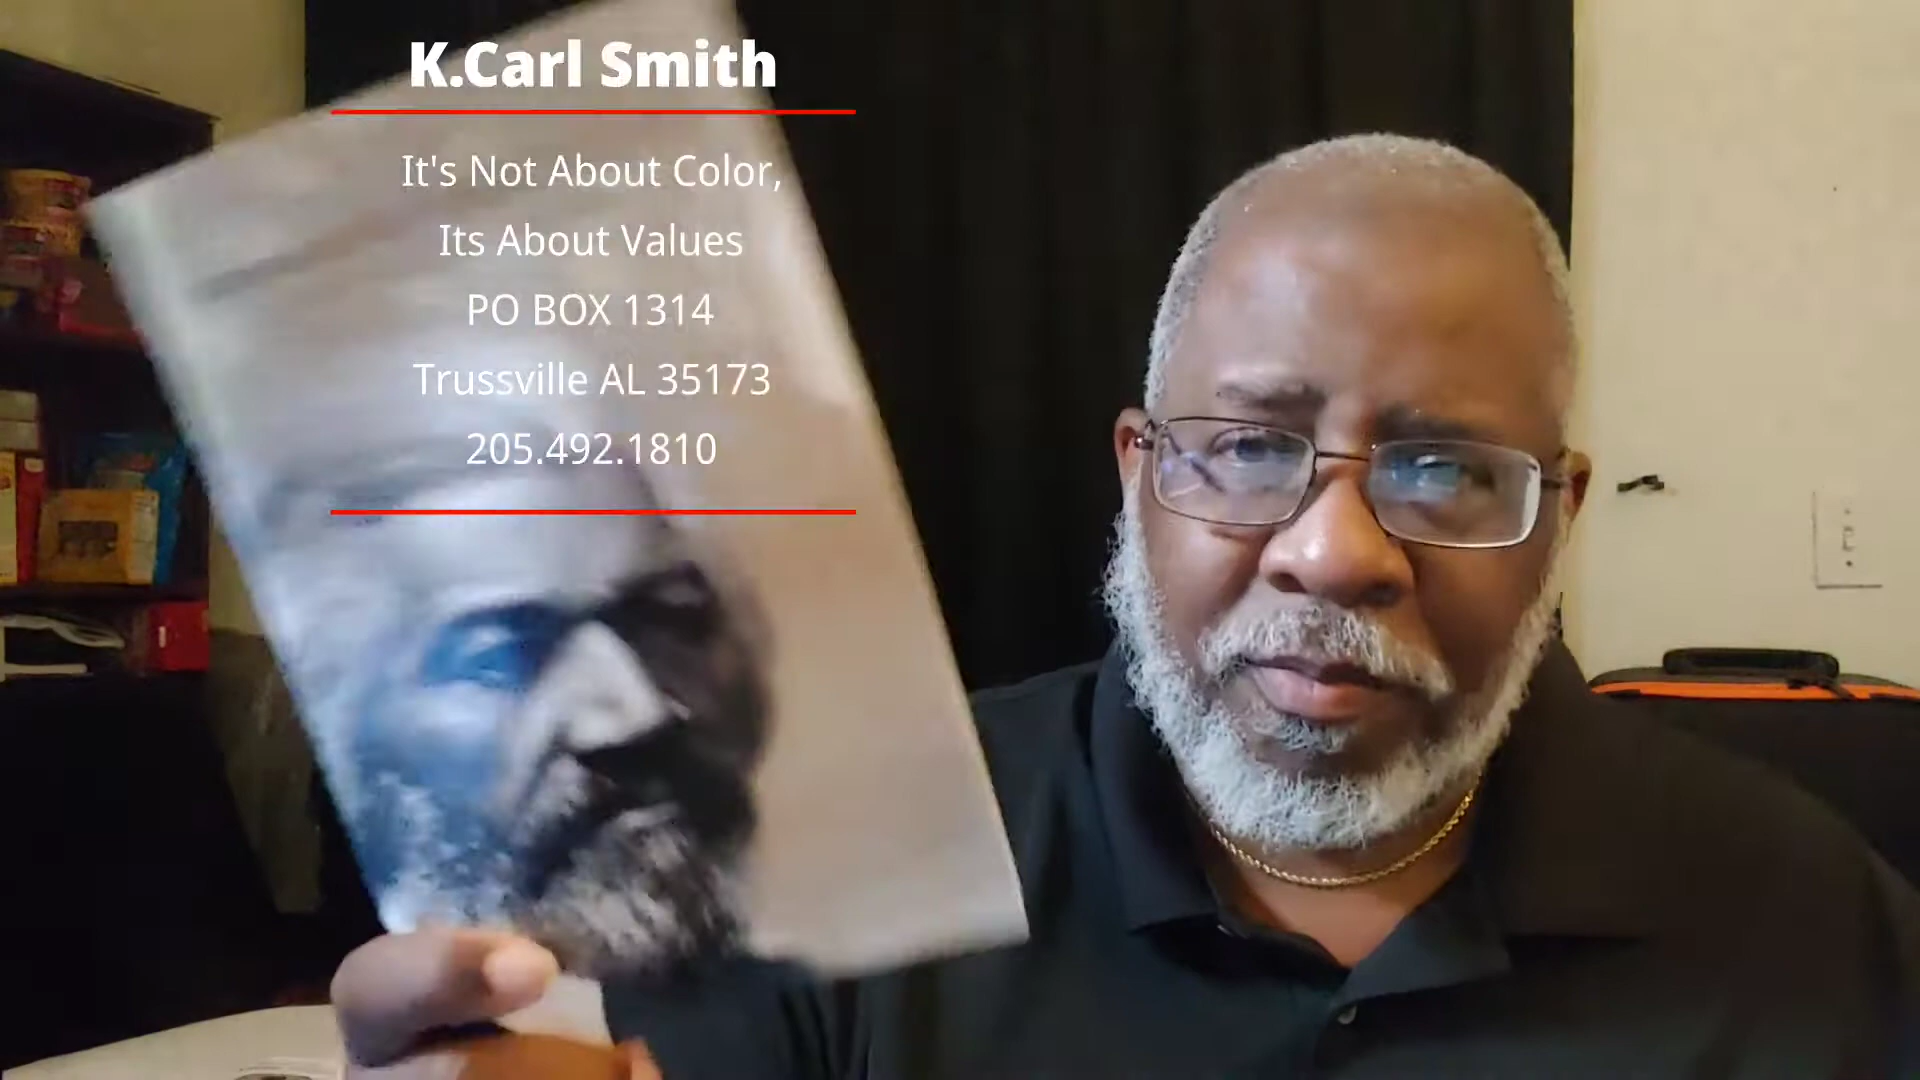 K.Carl Smith
It's Not About Color,
Its About Values
PO BOX 1314
Trussville AL 35173
205.492.1810